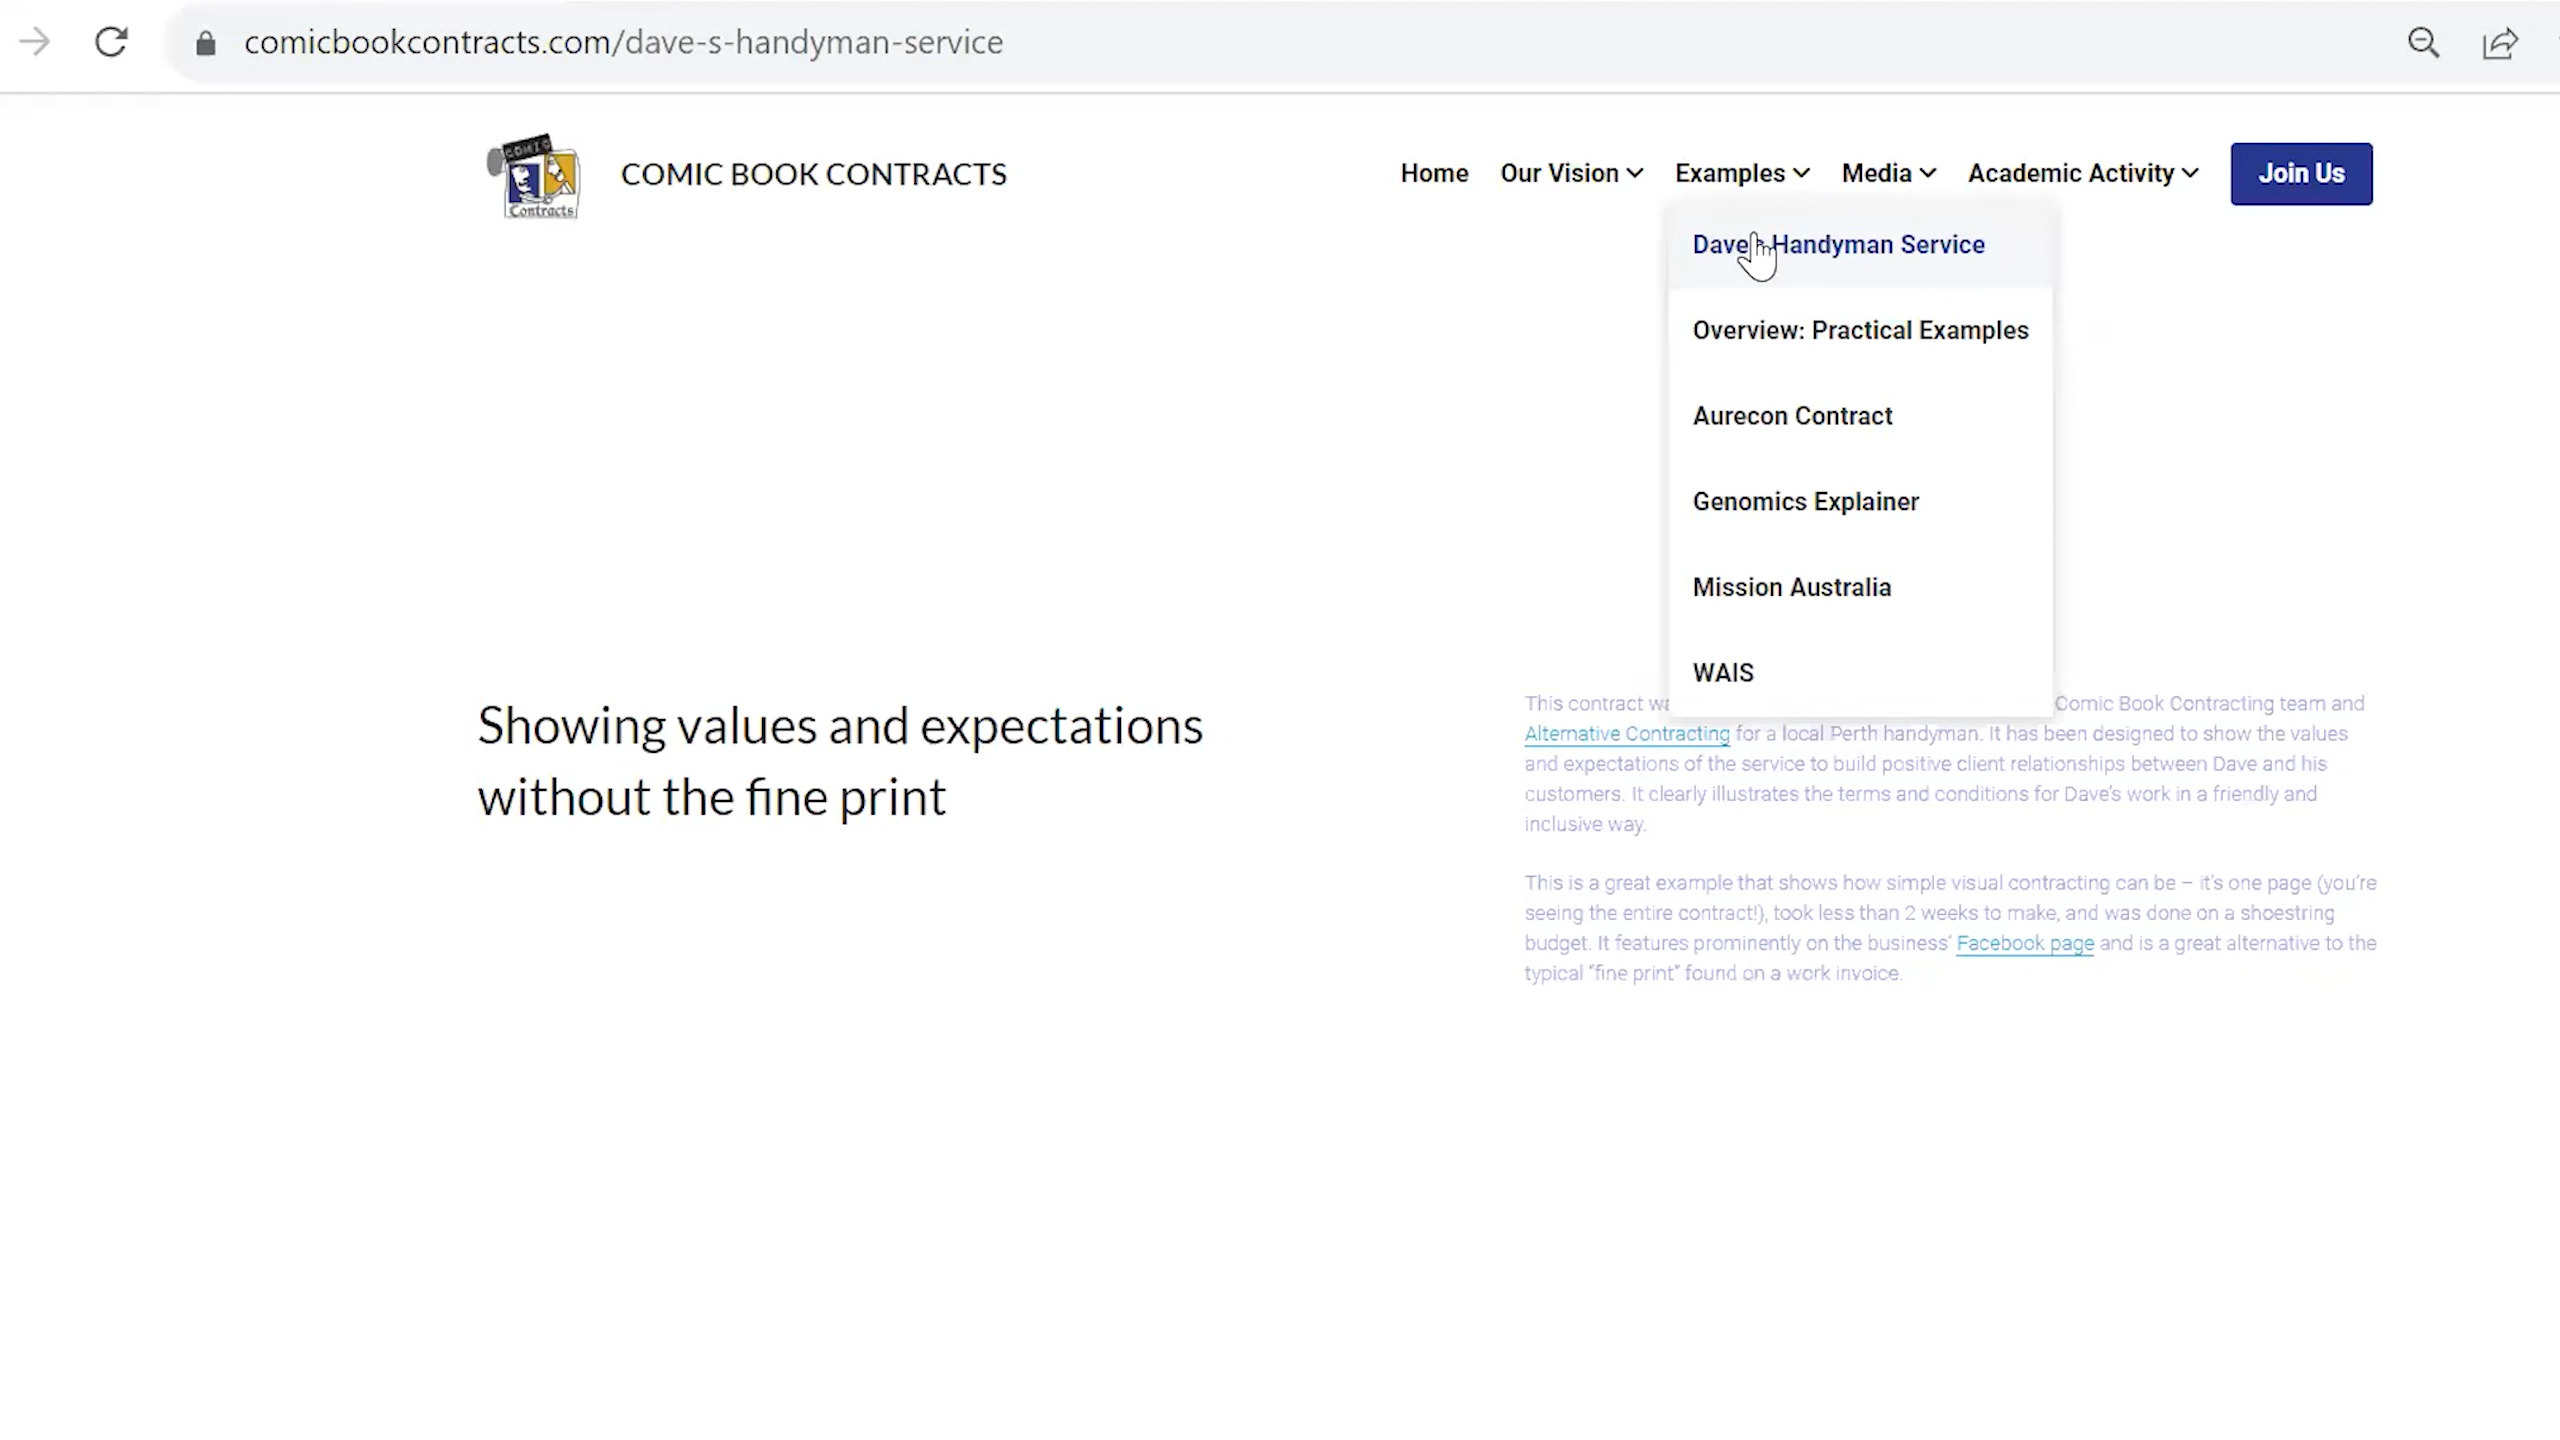 comicbookcontracts.com/dave-s-handyman-service
COMIC
Contracts
COMIC BOOK CONTRACTS
Home Our Vision Examples Media Academic Activity Join Us
Dave Handyman Service
Overview: Practical Examples
Aurecon Contract
Genomics Explainer
Mission Australia
WAIS
Showing values and expectations
without the fine print
This contract Comic Book Contracting team and
Alternative Contracting for a local Perth handyman. It has been designed to show the values
and expectations of the service to build positive client relationships between Dave and his
customers. It clearly illustrates the terms and conditions for Dave's work in a friendly and
inclusive way.
This is a great example that shows how simple visual contracting can be – it's one page (you're
seeing the entire contract!), took less than 2 weeks to make, and was done on a shoestring
budget. It features prominently on the business' Facebook page and is a great alternative to the
typical "fine print" found on a work invoice.